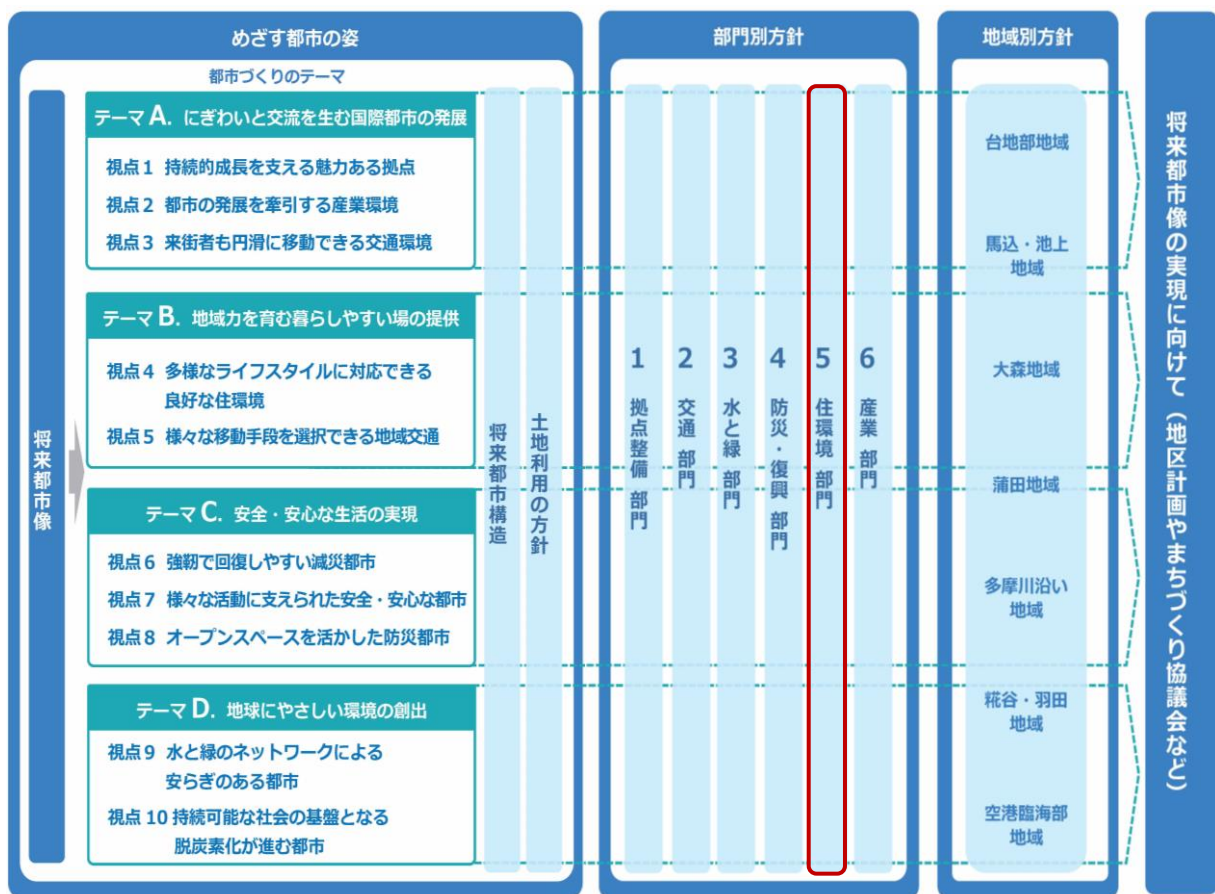 めざす都市の姿
都市づくりのテーマ
将来都市像
テーマ A. にぎわいと交流を生む国際都市の発展
視点1 持続的成長を支える魅力ある拠点
視点2 都市の発展を牽引する産業環境
視点3 来街者も円滑に移動できる交通環境
テーマ B. 地域力を育む暮らしやすい場の提供
視点4 多様なライフスタイルに対応できる
良好な住環境
視点5 様々な移動手段を選択できる地域交通
テーマ C. 安全・安心な生活の実現
視点6 強靭で回復しやすい減災都市
視点7 様々な活動に支えられた安全・安心な都市
視点8 オープンスペースを活かした防災都市
テーマ D. 地球にやさしい環境の創出
視点9 水と緑のネットワークによる
安らぎのある都市
視点10 持続可能な社会の基盤となる
脱炭素化が進む都市
将来都市構造
土地利用の方針
部門別方針
1 拠点整備 部門
2 交通 部門
3 水と緑 部門
4 防災・復興 部門
5 住環境 部門
6 産業 部門
地域別方針
台地部地域
馬込・池上
地域
大森地域
蒲田地域
多摩川沿い
地域
糀谷・羽田
地域
空港臨海部
地域
将来都市像の実現に向けて(地区計画やまちづくり協議会など)